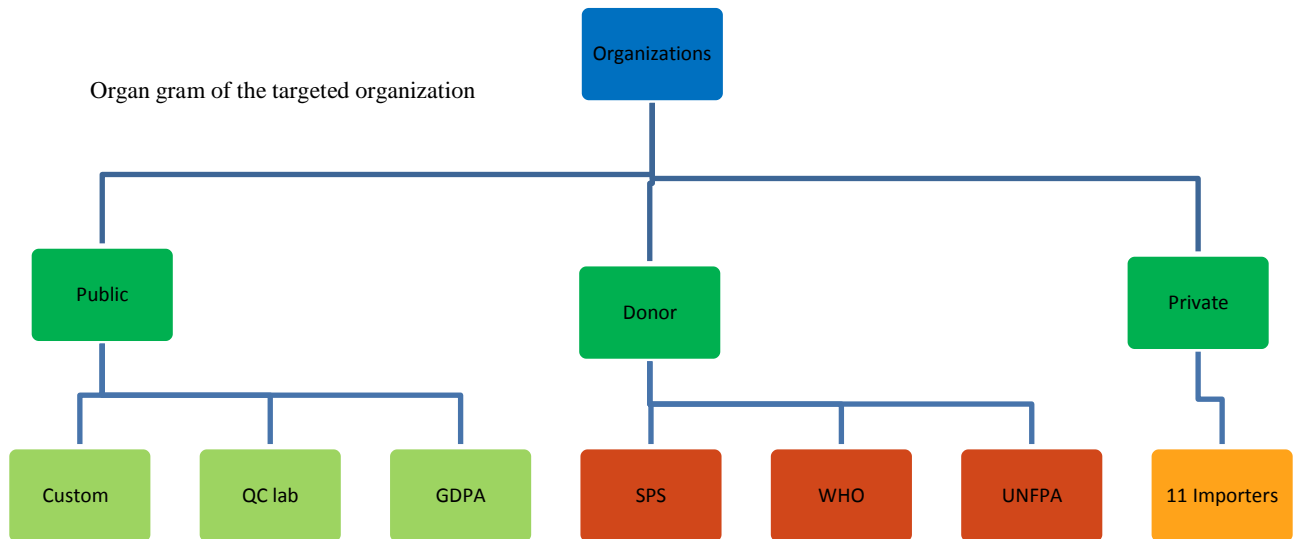 Organizations
Organ gram of the targeted organization
Public
Donor
Private
Custom
QC lab
GDPA
SPS
WHO
UNFPA
11 Importers